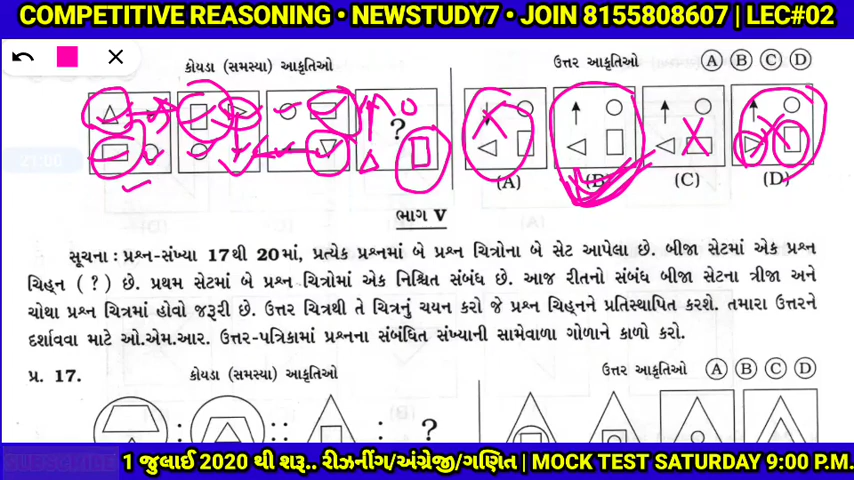 COMPETITIVE REASONING • NEWSTUDY7 • JOIN 8155808607 | LEC#02
કોયડા (સમસ્યા) આકૃતિઓ
ઉત્તર આકૃતિઓ Ⓐ Ⓑ Ⓒ Ⓓ
?
(A) (B) (C) (D)
ભાગ V
સૂચના : પ્રશ્ન-સંખ્યા 17થી 20માં, પ્રત્યેક પ્રશ્નમાં બે પ્રશ્ન ચિત્રોના બે સેટ આપેલા છે. બીજા સેટમાં એક પ્રશ્ન
ચિહ્ન ( ? ) છે. પ્રથમ સેટમાં બે પ્રશ્ન ચિત્રોમાં એક નિશ્ચિત સંબંધ છે. આજ રીતનો સંબંધ બીજા સેટના ત્રીજા અને
ચોથા પ્રશ્ન ચિત્રમાં હોવો જરૂરી છે. ઉત્તર ચિત્રથી તે ચિત્રનું ચયન કરો જે પ્રશ્ન ચિહ્નને પ્રતિસ્થાપિત કરશે. તમારા ઉત્તરને
દર્શાવવા માટે ઓ.એમ.આર. ઉત્તર-પત્રિકામાં પ્રશ્નના સંબંધિત સંખ્યાની સામેવાળા ગોળાને કાળો કરો.
પ્ર. 17. કોયડા (સમસ્યા) આકૃતિઓ
ઉત્તર આકૃતિઓ Ⓐ Ⓑ Ⓒ Ⓓ
: :: : ?
SUBSCRIBE
1 જુલાઈ 2020 થી શરૂ.. રીઝનીંગ/અંગ્રેજી/ગણિત | MOCK TEST SATURDAY 9:00 P.M.